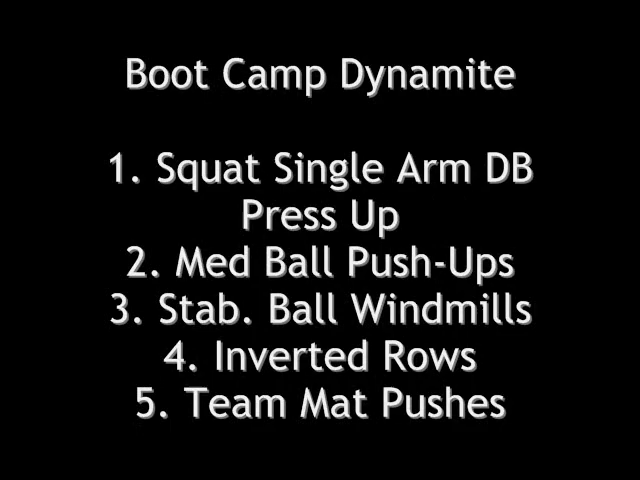 Boot Camp Dynamite
1. Squat Single Arm DB
Press Up
2. Med Ball Push-Ups
3. Stab. Ball Windmills
4. Inverted Rows
5. Team Mat Pushes